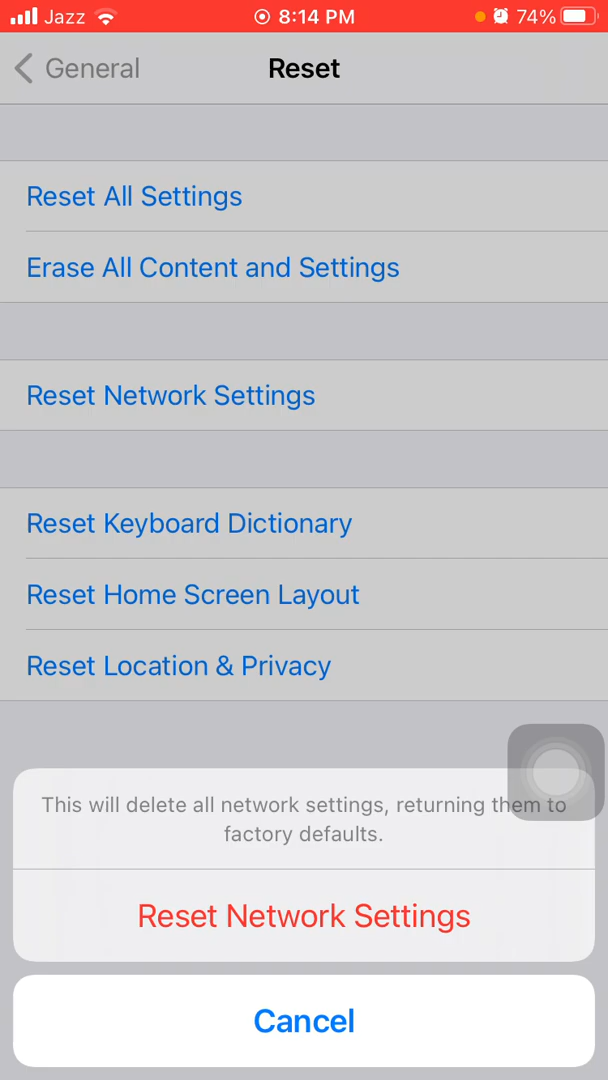 Jazz 8:14 PM 74%
General Reset
Reset All Settings
Erase All Content and Settings
Reset Network Settings
Reset Keyboard Dictionary
Reset Home Screen Layout
Reset Location & Privacy
This will delete all network settings, returning them to
factory defaults.
Reset Network Settings
Cancel